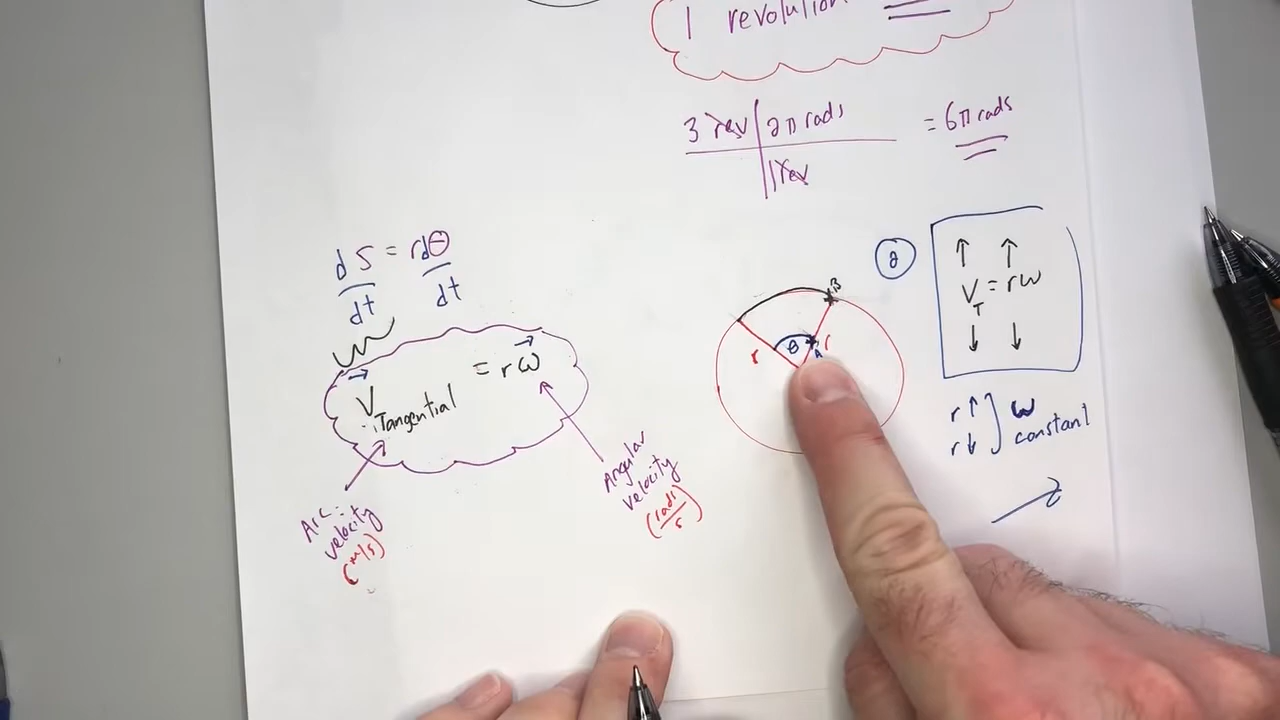 1 revolution
3 rev | 2π rads = 6π rads
1 rev
dS = rdθ
dt dt
V Tangential = rω
Arc velocity (m/s)
Angular velocity (rads/s)
B
θ
A
r
r
2
↑ ↑
V_T = rω
↓ ↓
r↑
r↓
ω constant